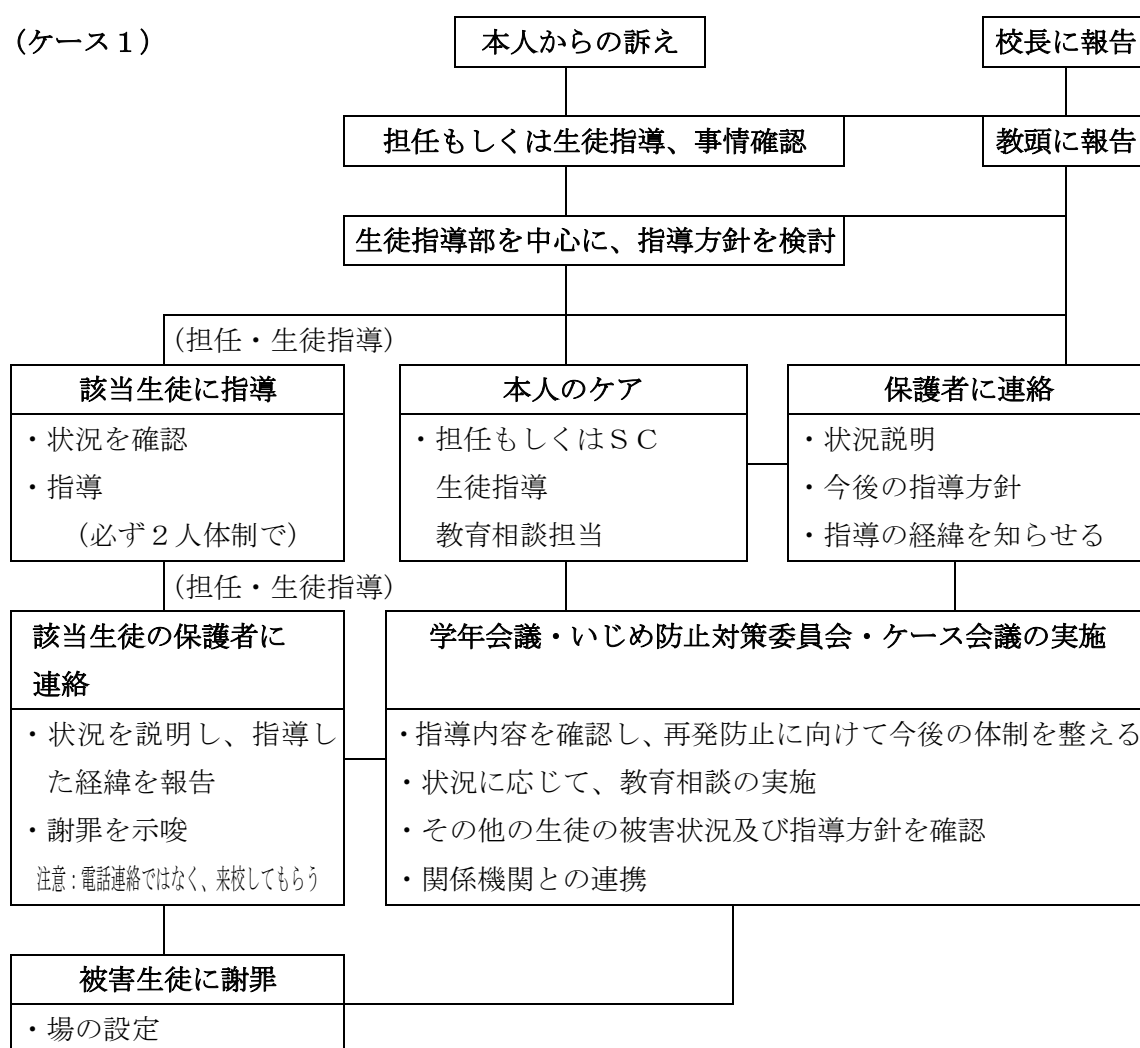 (ケース１)
本人からの訴え
校長に報告
担任もしくは生徒指導、事情確認
教頭に報告
生徒指導部を中心に、指導方針を検討
(担任・生徒指導)
該当生徒に指導
・状況を確認
・指導
(必ず２人体制で)
本人のケア
・担任もしくはＳＣ
生徒指導
教育相談担当
保護者に連絡
・状況説明
・今後の指導方針
・指導の経緯を知らせる
(担任・生徒指導)
該当生徒の保護者に
連絡
・状況を説明し、指導し
た経緯を報告
・謝罪を示唆
注意：電話連絡ではなく、来校してもらう
学年会議・いじめ防止対策委員会・ケース会議の実施
・指導内容を確認し、再発防止に向けて今後の体制を整える
・状況に応じて、教育相談の実施
・その他の生徒の被害状況及び指導方針を確認
・関係機関との連携
被害生徒に謝罪
・場の設定